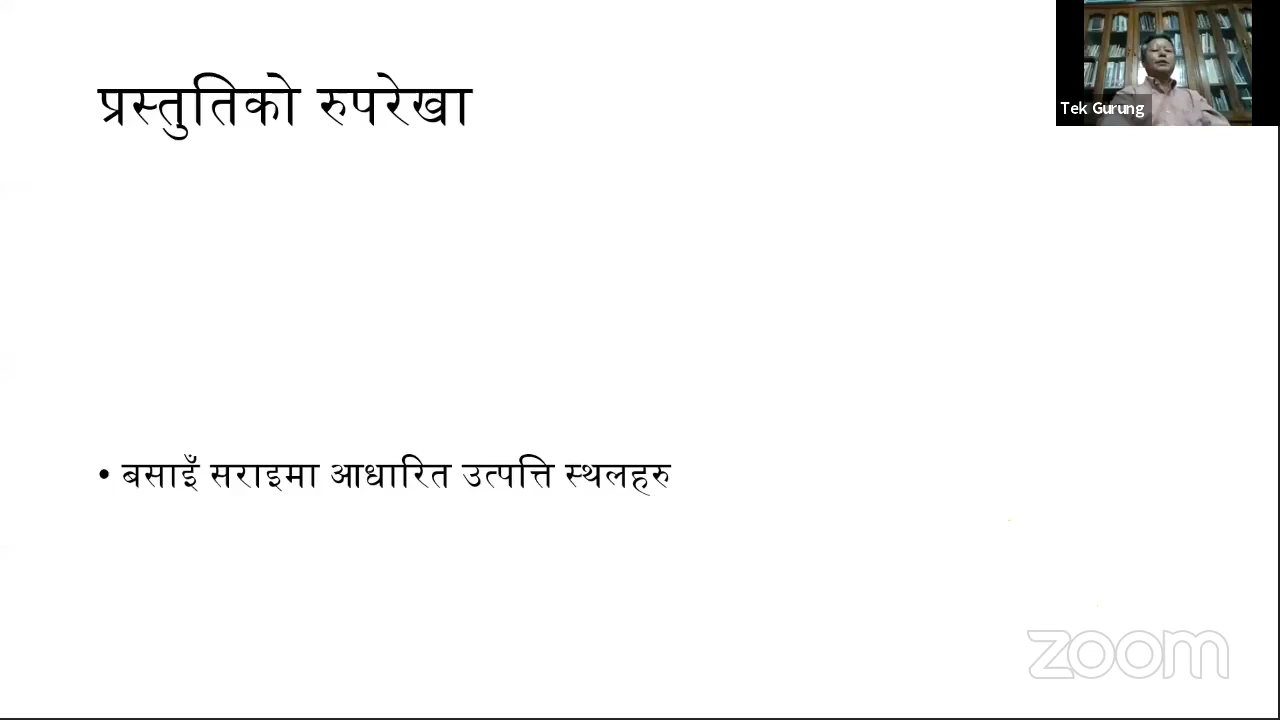 प्रस्तुतिको रुपरेखा
Tek Gurung
• बसाइँ सराइमा आधारित उत्पत्ति स्थलहरु
zoom